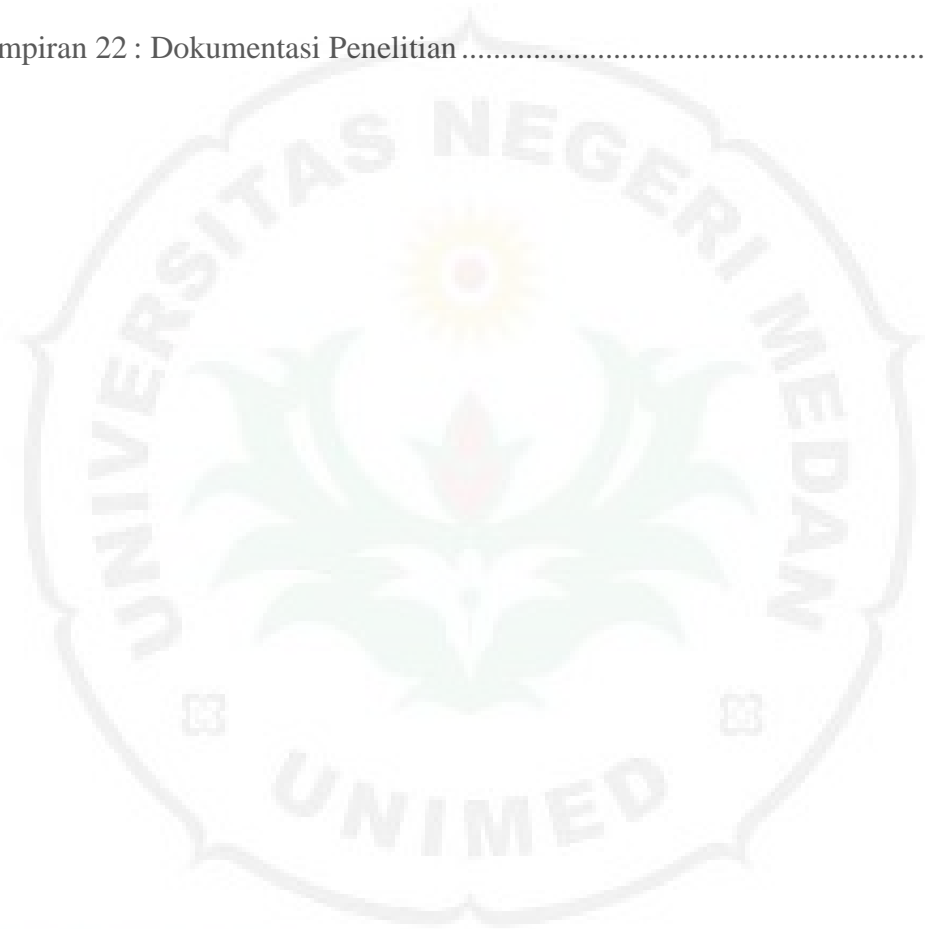 mpiran 22 : Dokumentasi Penelitian ........................................................
UNIVERSITAS NEGERI MEDAN
UNIMED